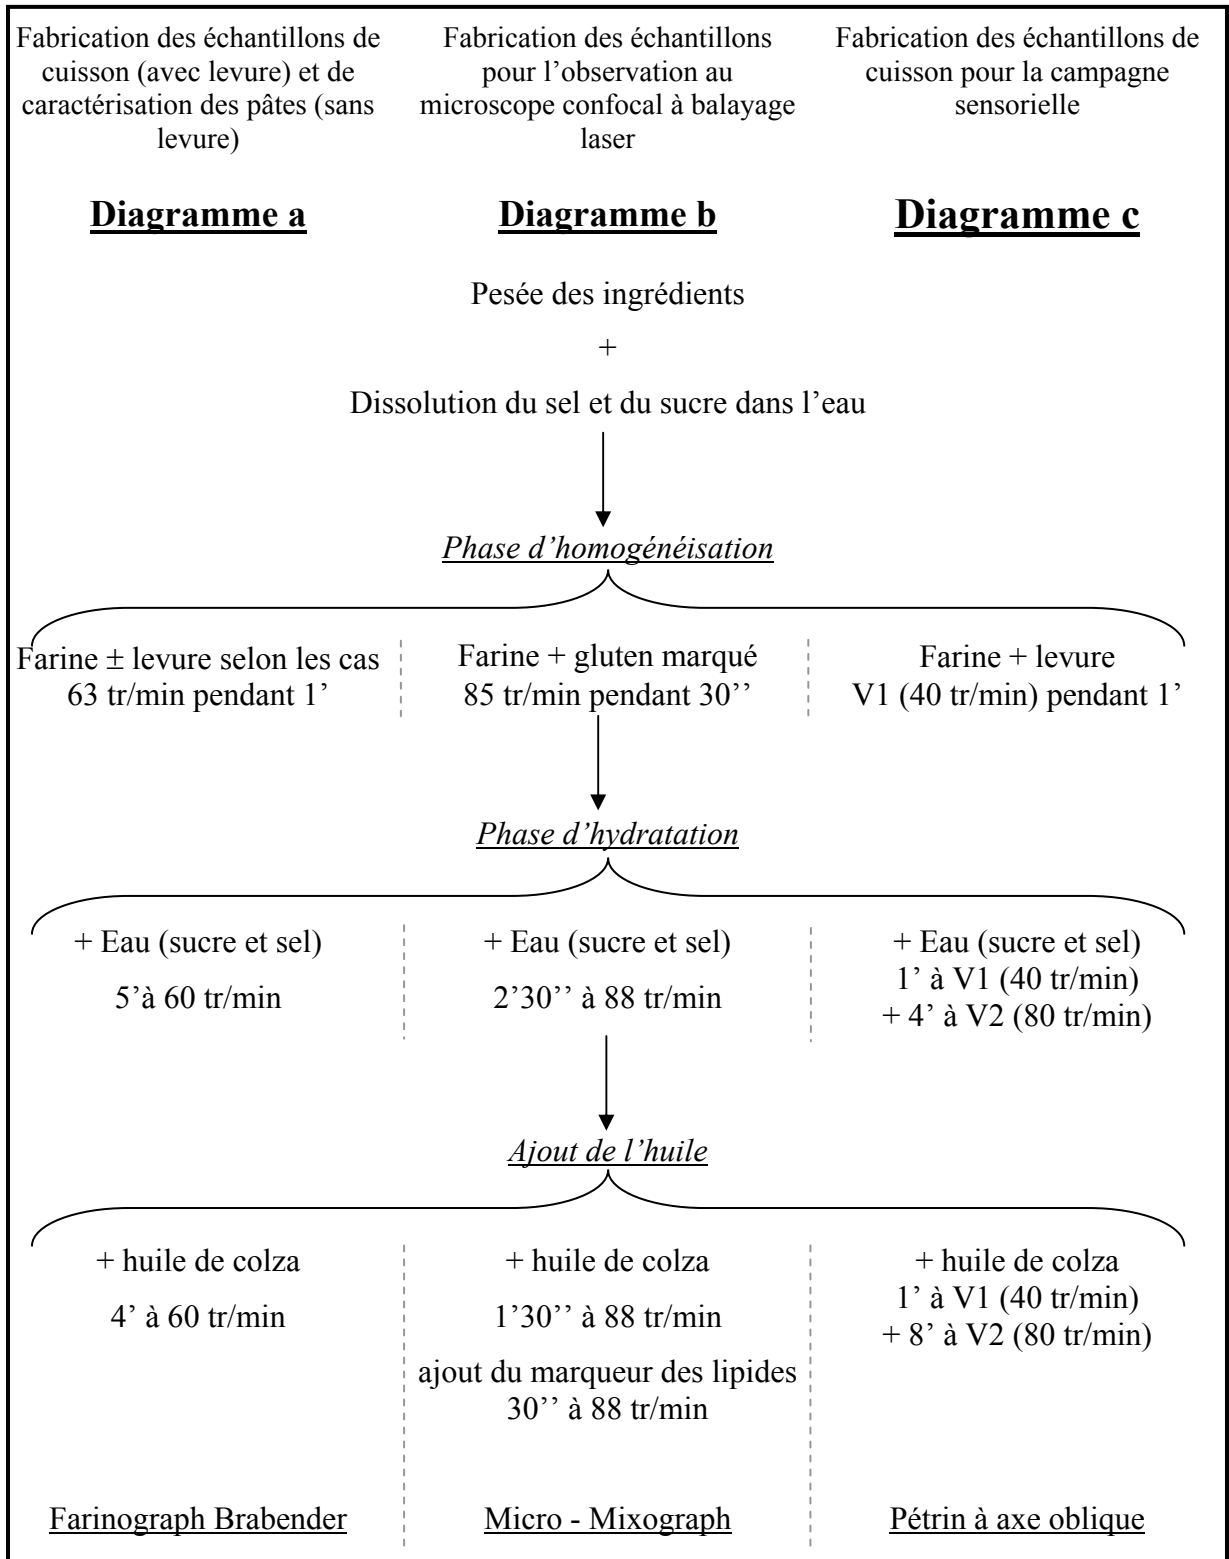 Fabrication des échantillons de
cuisson (avec levure) et de
caractérisation des pâtes (sans
levure)
Fabrication des échantillons
pour l’observation au
microscope confocal à balayage
laser
Fabrication des échantillons de
cuisson pour la campagne
sensorielle
Diagramme a
Diagramme b
Diagramme c
Pesée des ingrédients
+
Dissolution du sel et du sucre dans l’eau
Phase d’homogénéisation
Farine ± levure selon les cas
63 tr/min pendant 1’
Farine + gluten marqué
85 tr/min pendant 30’’
Farine + levure
V1 (40 tr/min) pendant 1’
Phase d’hydratation
+ Eau (sucre et sel)
5’à 60 tr/min
+ Eau (sucre et sel)
2’30’’ à 88 tr/min
+ Eau (sucre et sel)
1’ à V1 (40 tr/min)
+ 4’ à V2 (80 tr/min)
Ajout de l’huile
+ huile de colza
4’ à 60 tr/min
+ huile de colza
1’30’’ à 88 tr/min
ajout du marqueur des lipides
30’’ à 88 tr/min
+ huile de colza
1’ à V1 (40 tr/min)
+ 8’ à V2 (80 tr/min)
Farinograph Brabender
Micro - Mixograph
Pétrin à axe oblique